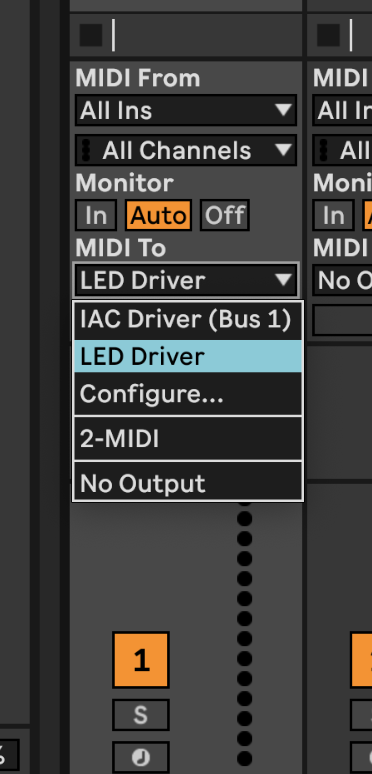 MIDI From
All Ins
All Channels
Monitor
In Auto Off
MIDI To
LED Driver
IAC Driver (Bus 1)
LED Driver
Configure...
2-MIDI
No Output
1
S
MIDI
All
All
Moni
In
MIDI
No O
%